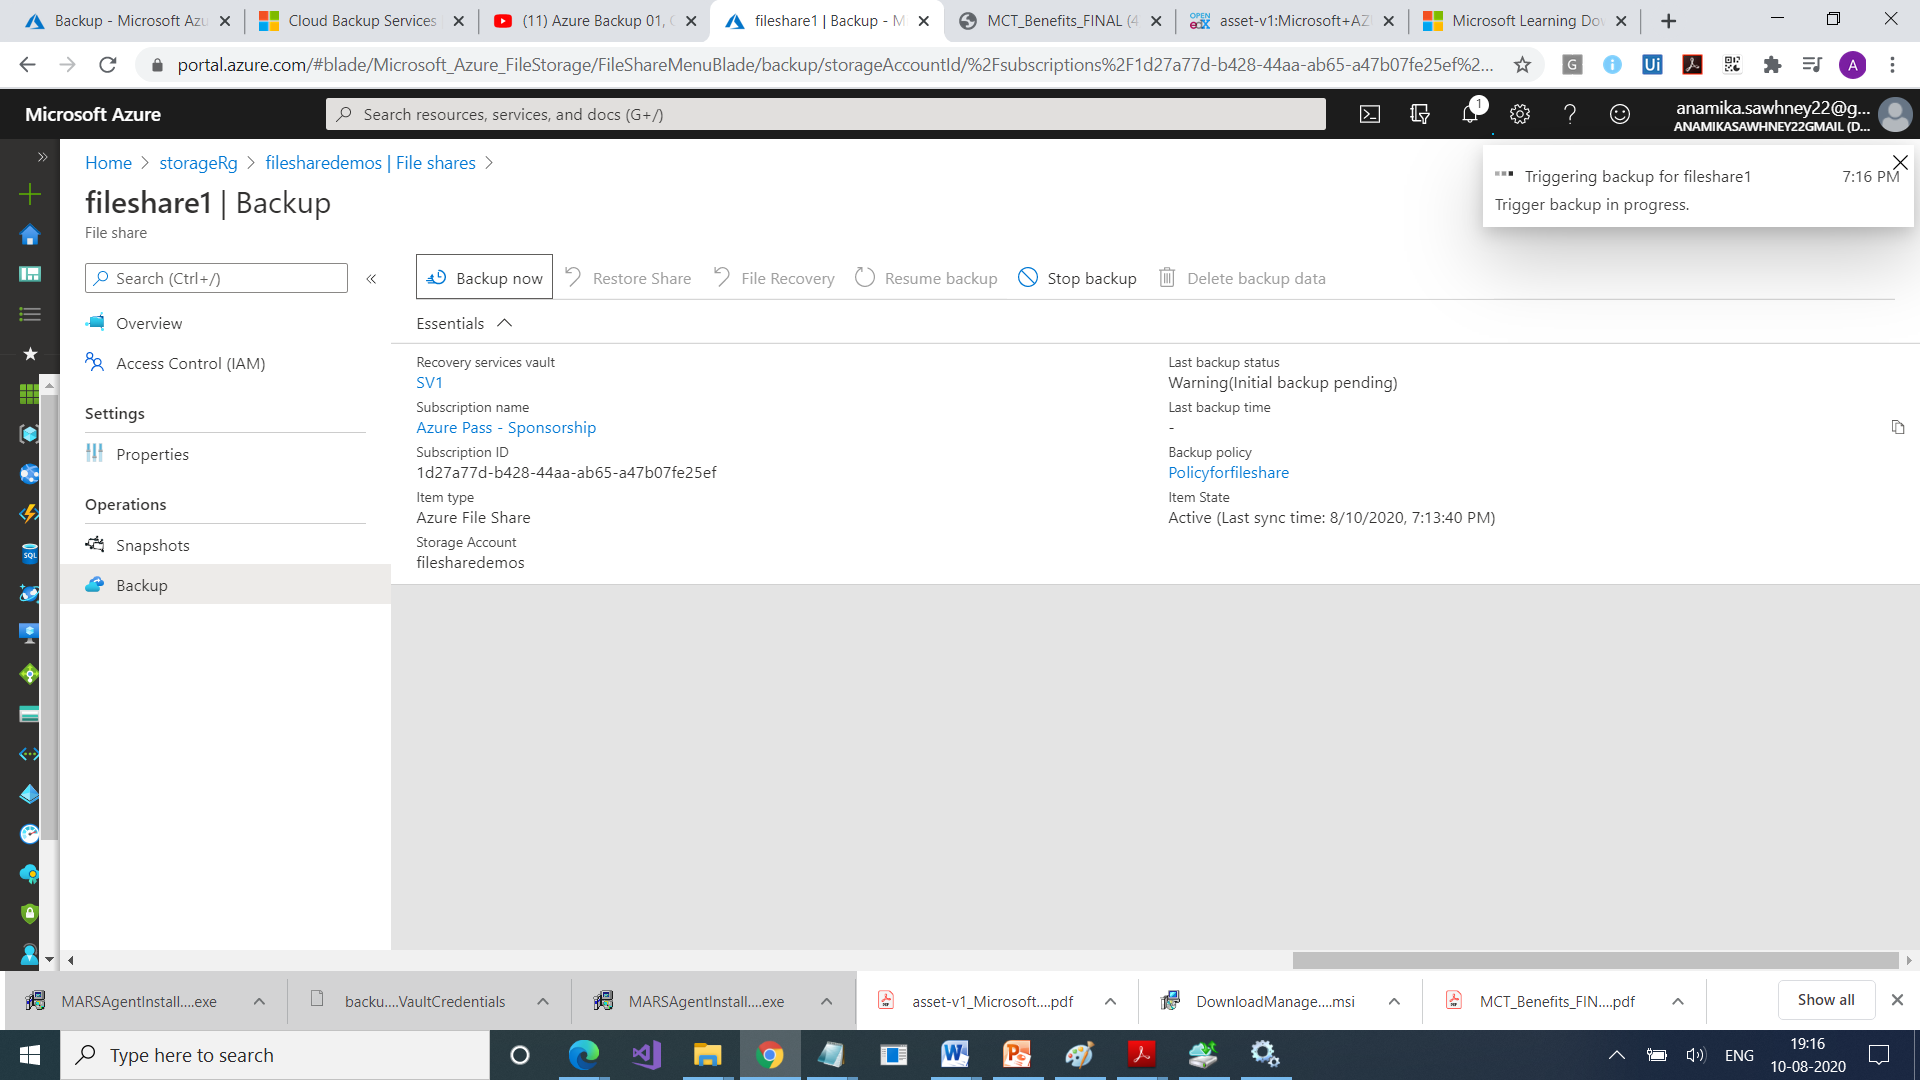 Backup - Microsoft Azu
Cloud Backup Services
(11) Azure Backup 01,
fileshare1 | Backup - M
MCT_Benefits_FINAL (4
asset-v1:Microsoft+AZ
Microsoft Learning Do
portal.azure.com/#blade/Microsoft_Azure_FileStorage/FileShareMenuBlade/backup/storageAccountId/%2Fsubscriptions%2F1d27a77d-b428-44aa-ab65-a47b07fe25ef%2...
G
Ui
A
Microsoft Azure
Search resources, services, and docs (G+/)
1
anamika.sawhney22@g...
ANAMIKASAWHNEY22GMAIL (D...
Home > storageRg > filesharedemos | File shares >
Triggering backup for fileshare1
7:16 PM
Trigger backup in progress.
fileshare1 | Backup
File share
Search (Ctrl+/)
«
Backup now
Restore Share
File Recovery
Resume backup
Stop backup
Delete backup data
Overview
Access Control (IAM)
Settings
Properties
Operations
Snapshots
Backup
SQL
Essentials
Recovery services vault
SV1
Subscription name
Azure Pass - Sponsorship
Subscription ID
1d27a77d-b428-44aa-ab65-a47b07fe25ef
Item type
Azure File Share
Storage Account
filesharedemos
Last backup status
Warning(Initial backup pending)
Last backup time
-
Backup policy
Policyforfileshare
Item State
Active (Last sync time: 8/10/2020, 7:13:40 PM)
MARSAgentInstall....exe
backu....VaultCredentials
MARSAgentInstall....exe
asset-v1_Microsoft....pdf
DownloadManage....msi
MCT_Benefits_FIN....pdf
Show all
Type here to search
ENG
19:16
10-08-2020